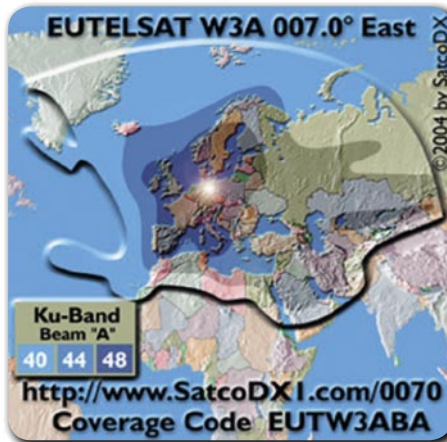 EUTELSAT W3A 007.0° East
©2004 by SatcoDX
Ku-Band
Beam "A"
40 44 48
http://www.SatcoDX1.com/0070
Coverage Code EUTW3ABA